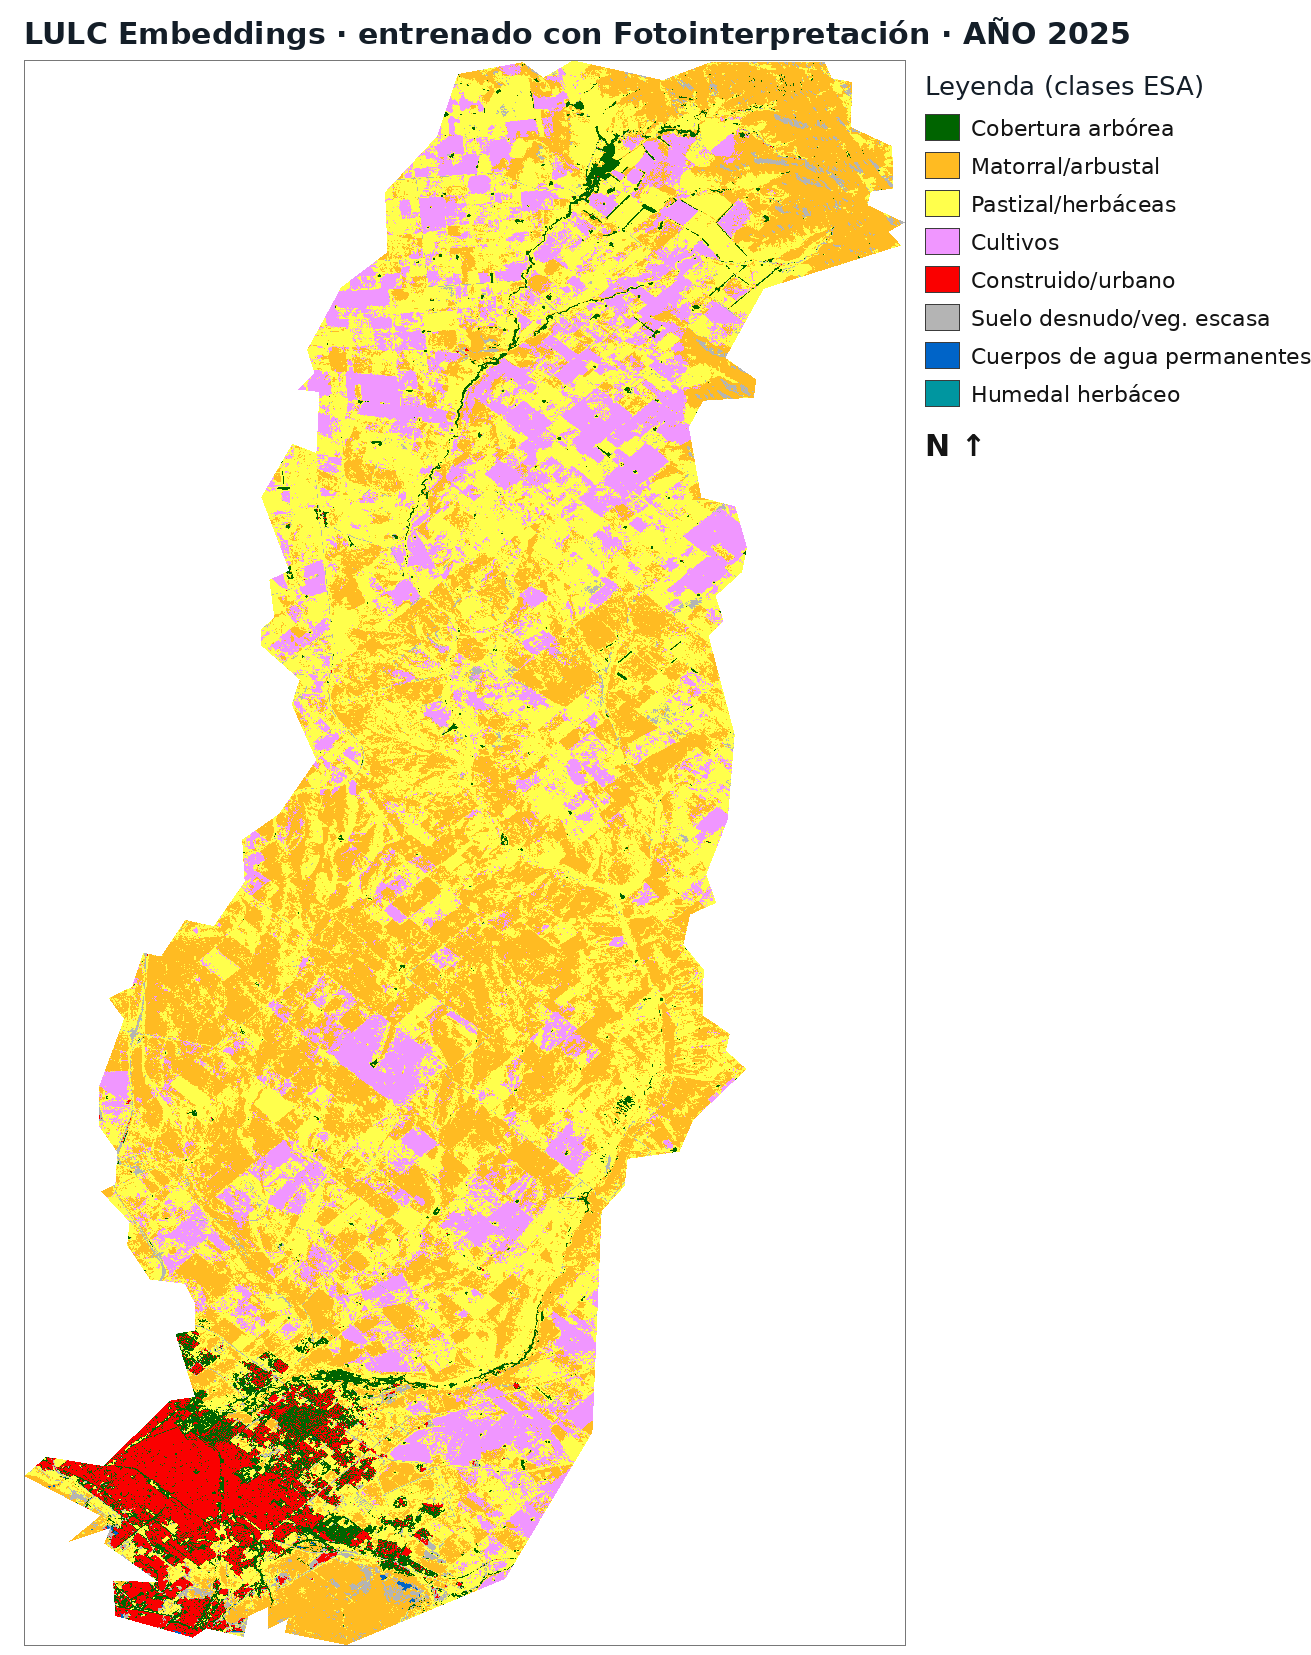 LULC Embeddings · entrenado con Fotointerpretación · AÑO 2025
Leyenda (clases ESA)
Cobertura arbórea
Matorral/arbustal
Pastizal/herbáceas
Cultivos
Construido/urbano
Suelo desnudo/veg. escasa
Cuerpos de agua permanentes
Humedal herbáceo
N ↑